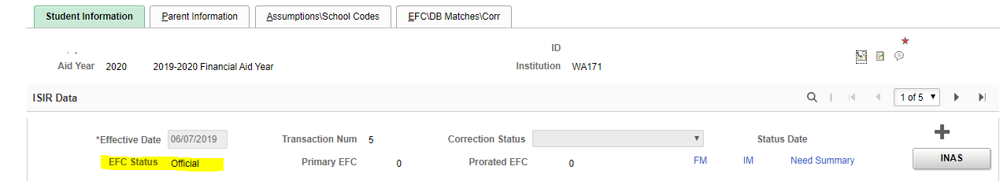 Student Information Parent Information Assumptions\School Codes EFC\DB Matches\Corr
ID
Aid Year 2020 2019-2020 Financial Aid Year Institution WA171
ISIR Data 1 of 5
*Effective Date 06/07/2019 Transaction Num 5 Correction Status Status Date
EFC Status Official Primary EFC 0 Prorated EFC 0 FM IM Need Summary INAS